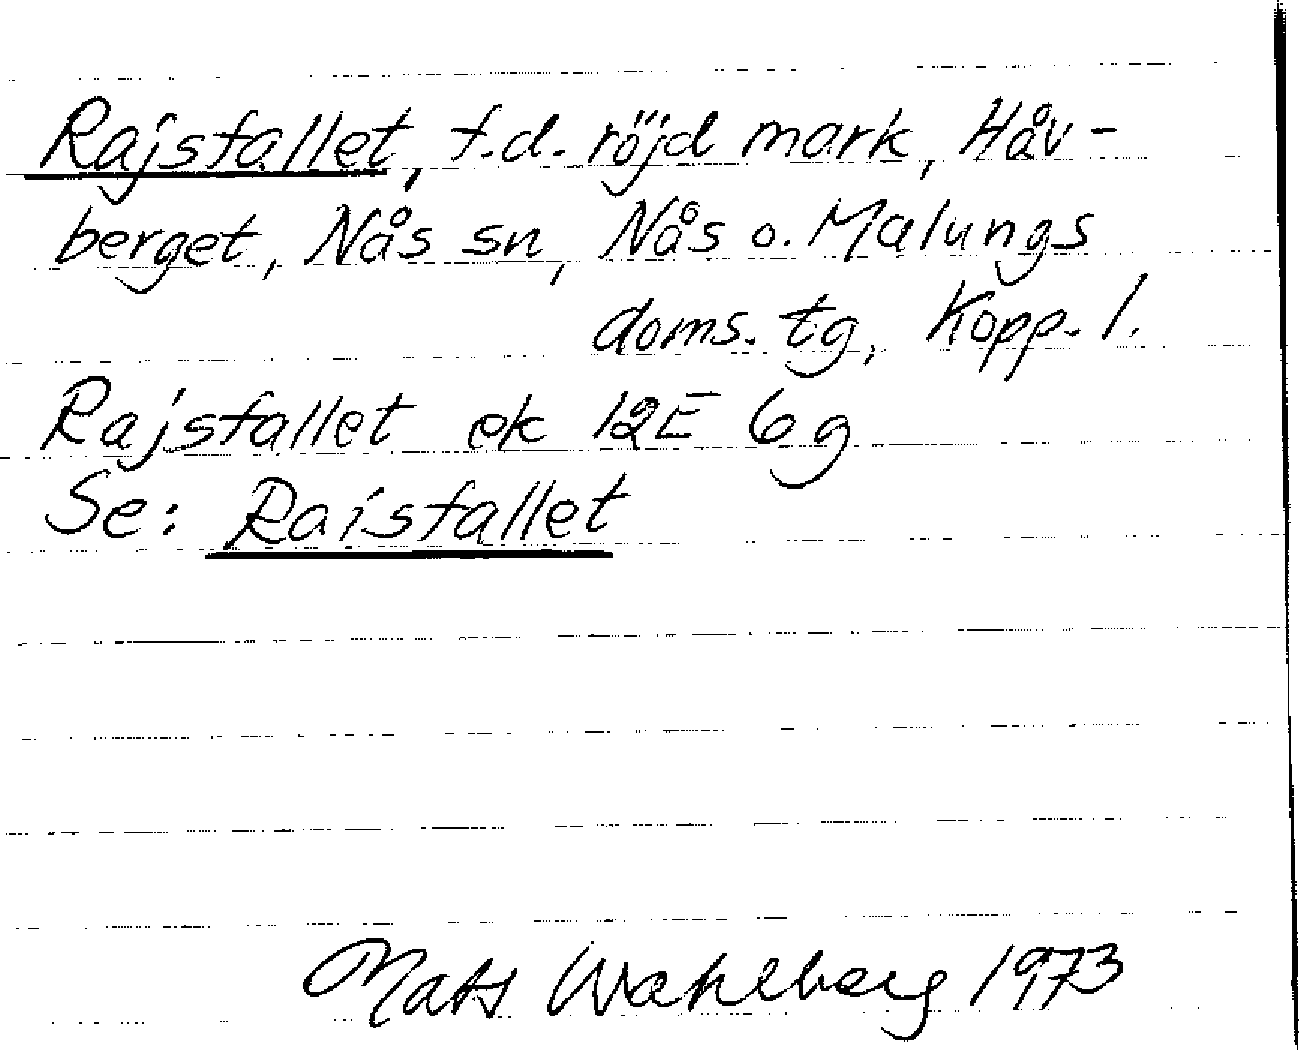 Rajsfallet, f.d. röjd mark, Håv-
berget, Nås sn, Nås o. Malungs
doms. tg, Kopp. l.
Rajsfallet ek 12E 6g
Se: Raisfallet
Mats Wahlberg 1973